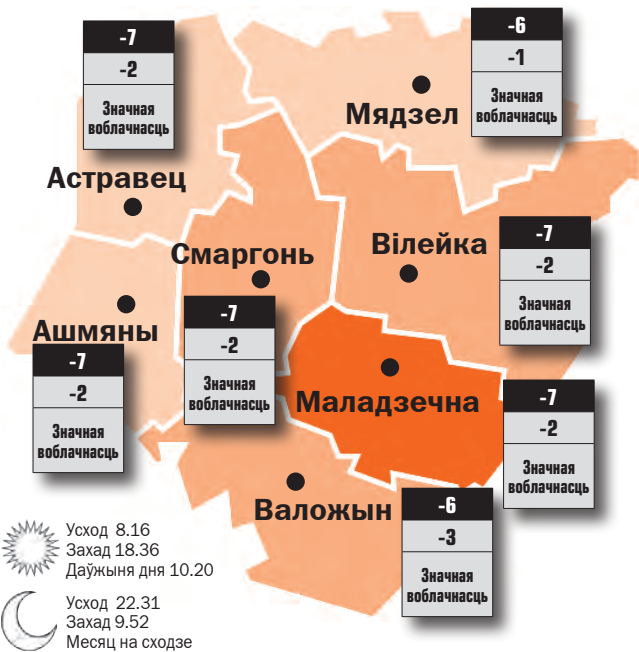 -7
-2
Значная
воблачнасць
-6
-1
Значная
воблачнасць
Мядзел
Астравец
Смаргонь
Вілейка
-7
-2
Значная
воблачнасць
-7
-2
Значная
воблачнасць
Ашмяны
-7
-2
Значная
воблачнасць
Маладзечна
-7
-2
Значная
воблачнасць
Валожын
-6
-3
Значная
воблачнасць
Усход 8.16
Захад 18.36
Даўжыня дня 10.20
Усход 22.31
Захад 9.52
Месяц на сходзе